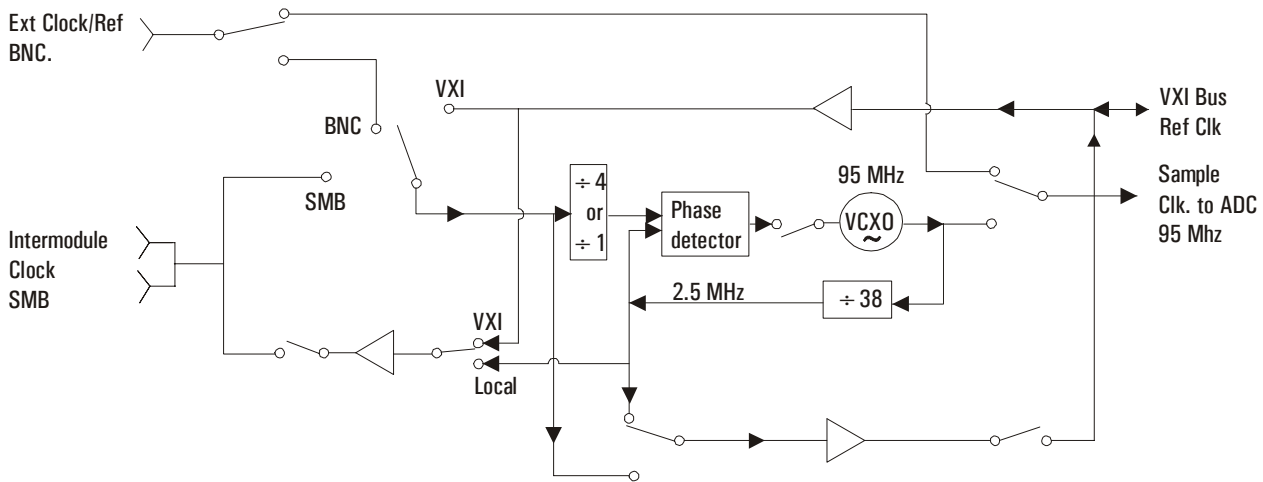 Ext Clock/Ref
BNC.
VXI
BNC
SMB
VXI Bus
Ref Clk
Sample
Clk. to ADC
95 Mhz
÷ 4
or
÷ 1
Phase
detector
95 MHz
VCXO
~
2.5 MHz
÷ 38
Intermodule
Clock
SMB
VXI
Local